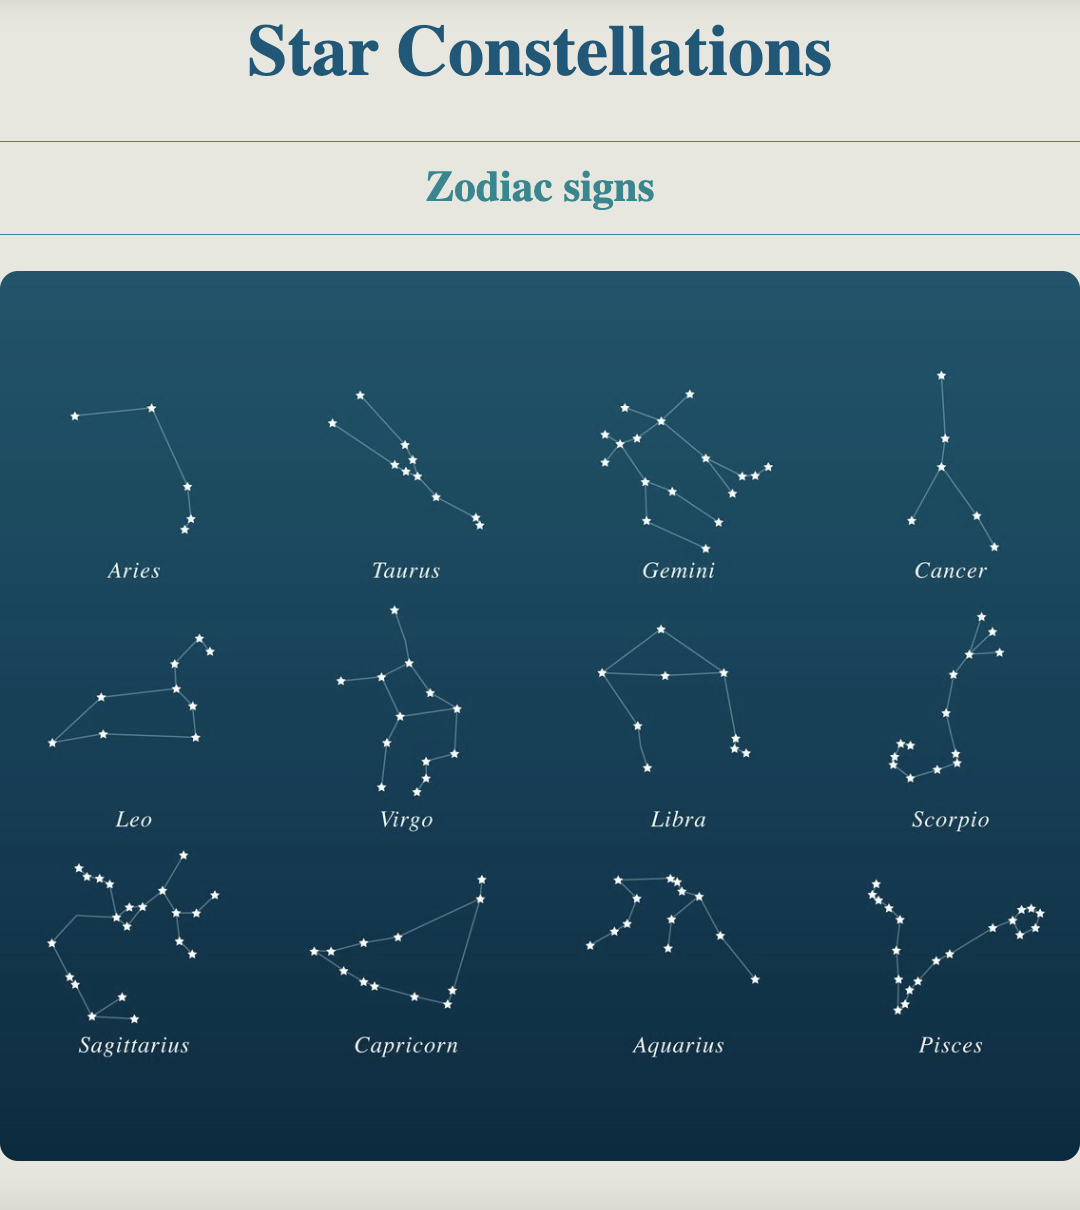 Star Constellations
Zodiac signs
Aries Taurus Gemini Cancer
Leo Virgo Libra Scorpio
Sagittarius Capricorn Aquarius Pisces